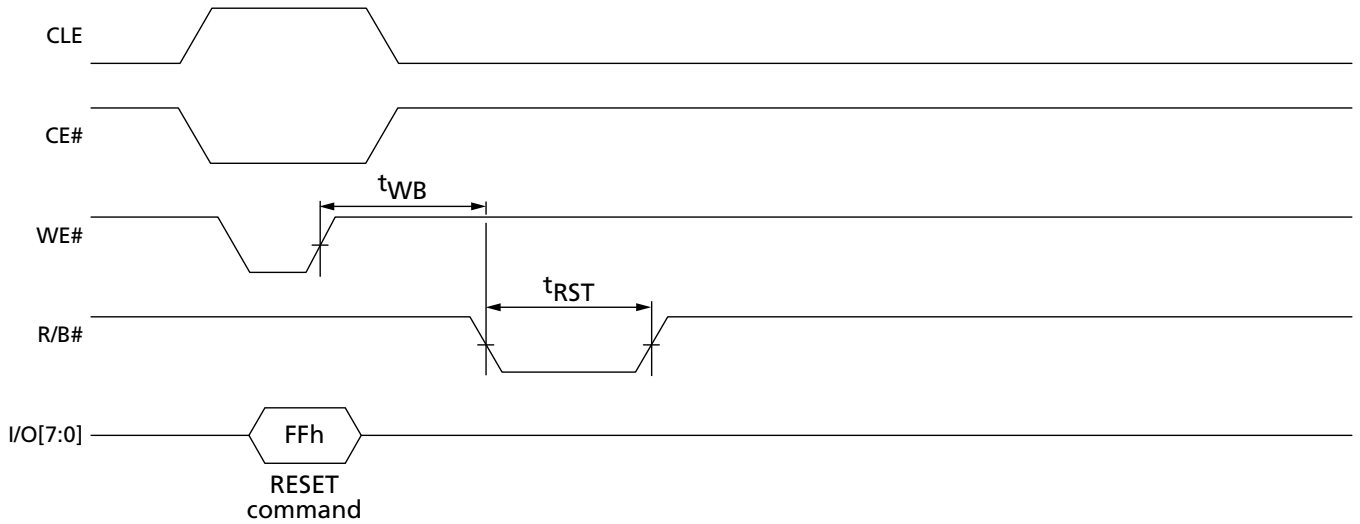 CLE
CE#
tWB
WE#
tRST
R/B#
I/O[7:0]
FFh
RESET
command